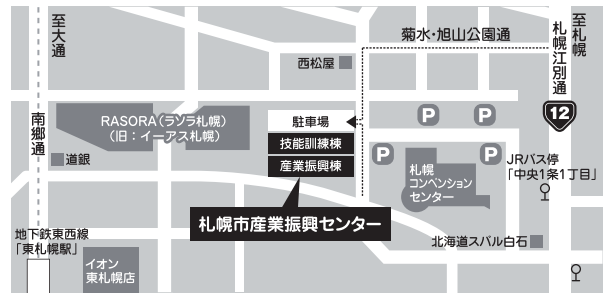 至大通
南郷通
菊水・旭山公園通
至札幌
札幌江別通
12
西松屋
RASORA(ラソラ札幌)
(旧:イーアス札幌)
道銀
駐車場
技能訓練棟
産業振興棟
札幌市産業振興センター
P
P
P
P
札幌
コンベンション
センター
JRバス停
「中央1条1丁目」
北海道スバル白石
地下鉄東西線
「東札幌駅」
イオン
東札幌店